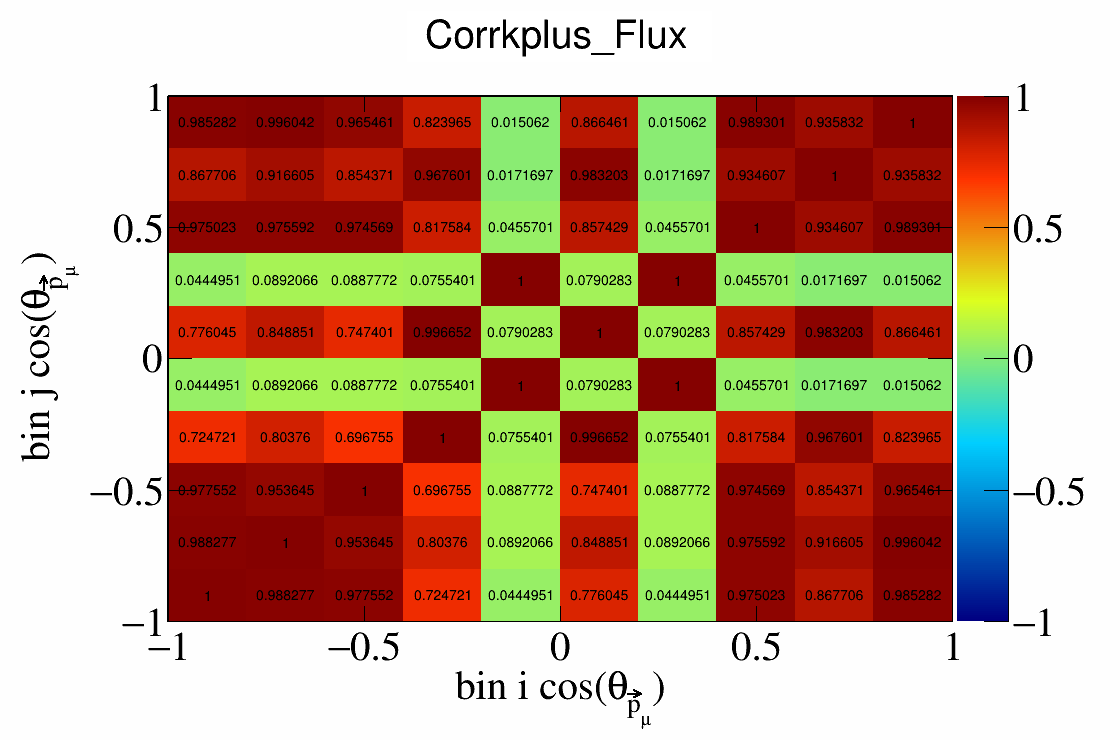 Corrkplus_Flux
1 0.985282 0.996042 0.965461 0.823965 0.015062 0.866461 0.015062 0.989301 0.935832 1 1
0.867706 0.916605 0.854371 0.967601 0.0171697 0.983203 0.0171697 0.934607 1 0.935832
0.5 0.975023 0.975592 0.974569 0.817584 0.0455701 0.857429 0.0455701 1 0.934607 0.989301 0.5
0.0444951 0.0892066 0.0887772 0.0755401 1 0.0790283 1 0.0455701 0.0171697 0.015062
0.776045 0.848851 0.747401 0.996652 0.0790283 1 0.0790283 0.857429 0.983203 0.866461
0 0
0.0444951 0.0892066 0.0887772 0.0755401 1 0.0790283 1 0.0455701 0.0171697 0.015062
0.724721 0.80376 0.696755 1 0.0755401 0.996652 0.0755401 0.817584 0.967601 0.823965
−0.5 0.977552 0.953645 1 0.696755 0.0887772 0.747401 0.0887772 0.974569 0.854371 0.965461 −0.5
0.988277 1 0.953645 0.80376 0.0892066 0.848851 0.0892066 0.975592 0.916605 0.996042
1 0.988277 0.977552 0.724721 0.0444951 0.776045 0.0444951 0.975023 0.867706 0.985282
−1 −1
−1 −0.5 0 0.5 1
bin i cos(θp⃗μ)
bin j cos(θp⃗μ)